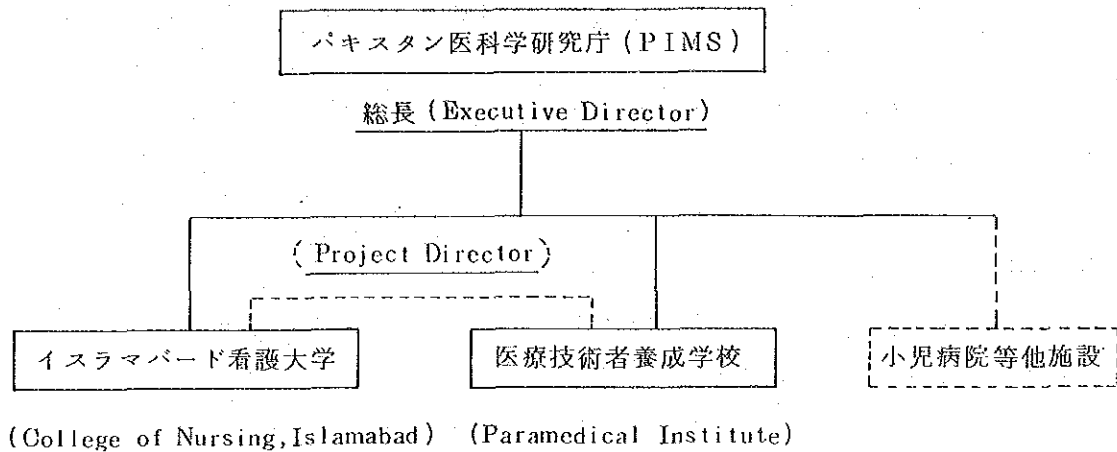 パキスタン医科学研究庁(PIMS)
総長(Executive Director)
(Project Director)
イスラマバード看護大学 医療技術者養成学校 小児病院等他施設
(College of Nursing,Islamabad) (Paramedical Institute)